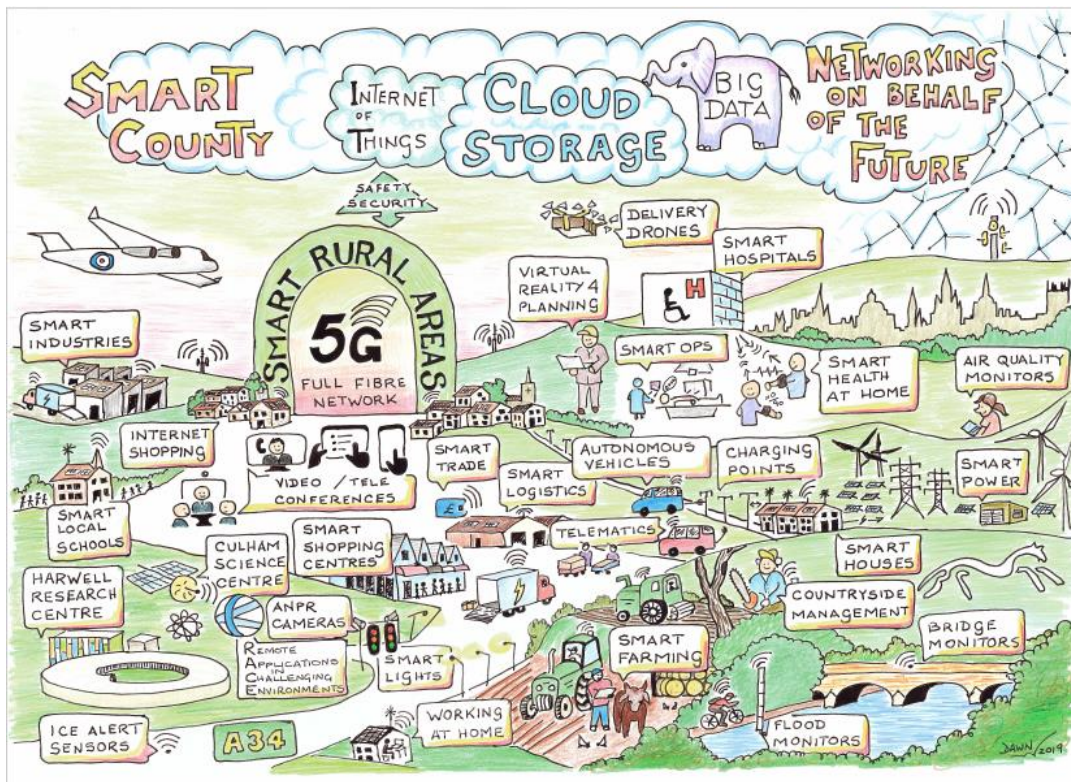 SMART
COUNTY
INTERNET
OF
THINGS
CLOUD
STORAGE
BIG
DATA
NETWORKING
ON BEHALF
OF THE
FUTURE
SAFETY
SECURITY
SMART RURAL AREAS
5G
FULL FIBRE
NETWORK
DELIVERY
DRONES
SMART
HOSPITALS
H
VIRTUAL
REALITY 4
PLANNING
SMART
INDUSTRIES
SMART OPS
SMART
HEALTH
AT HOME
AIR QUALITY
MONITORS
INTERNET
SHOPPING
VIDEO / TELE
CONFERENCES
SMART
TRADE
£
SMART
LOGISTICS
AUTONOMOUS
VEHICLES
CHARGING
POINTS
SMART
POWER
SMART
LOCAL
SCHOOLS
CULHAM
SCIENCE
CENTRE
SMART
SHOPPING
CENTRES
TELEMATICS
SMART
HOUSES
HARWELL
RESEARCH
CENTRE
ANPR
CAMERAS
COUNTRYSIDE
MANAGEMENT
REMOTE
APPLICATIONS
IN
CHALLENGING
ENVIRONMENTS
SMART
LIGHTS
SMART
FARMING
BRIDGE
MONITORS
ICE ALERT
SENSORS
A34
WORKING
AT HOME
FLOOD
MONITORS
DAWN 2019